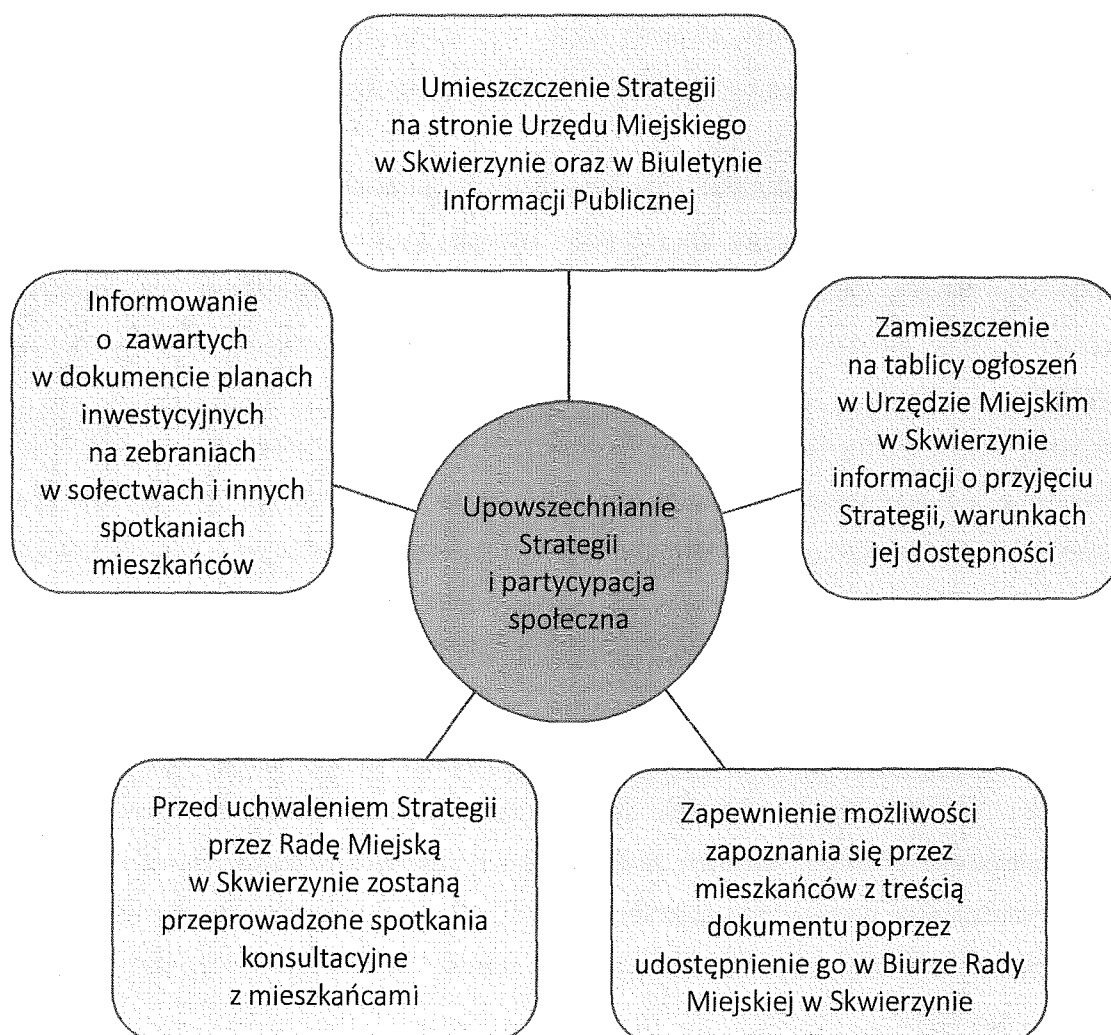 Umieszczczenie Strategii
na stronie Urzędu Miejskiego
w Skwierzynie oraz w Biuletynie
Informacji Publicznej
Informowanie
o zawartych
w dokumencie planach
inwestycyjnych
na zebraniach
w sołectwach i innych
spotkaniach
mieszkańców
Zamieszczenie
na tablicy ogłoszeń
w Urzędzie Miejskim
w Skwierzynie
informacji o przyjęciu
Strategii, warunkach
jej dostępności
Upowszechnianie
Strategii
i partycypacja
społeczna
Przed uchwaleniem Strategii
przez Radę Miejską
w Skwierzynie zostaną
przeprowadzone spotkania
konsultacyjne
z mieszkańcami
Zapewnienie możliwości
zapoznania się przez
mieszkańców z treścią
dokumentu poprzez
udostępnienie go w Biurze Rady
Miejskiej w Skwierzynie